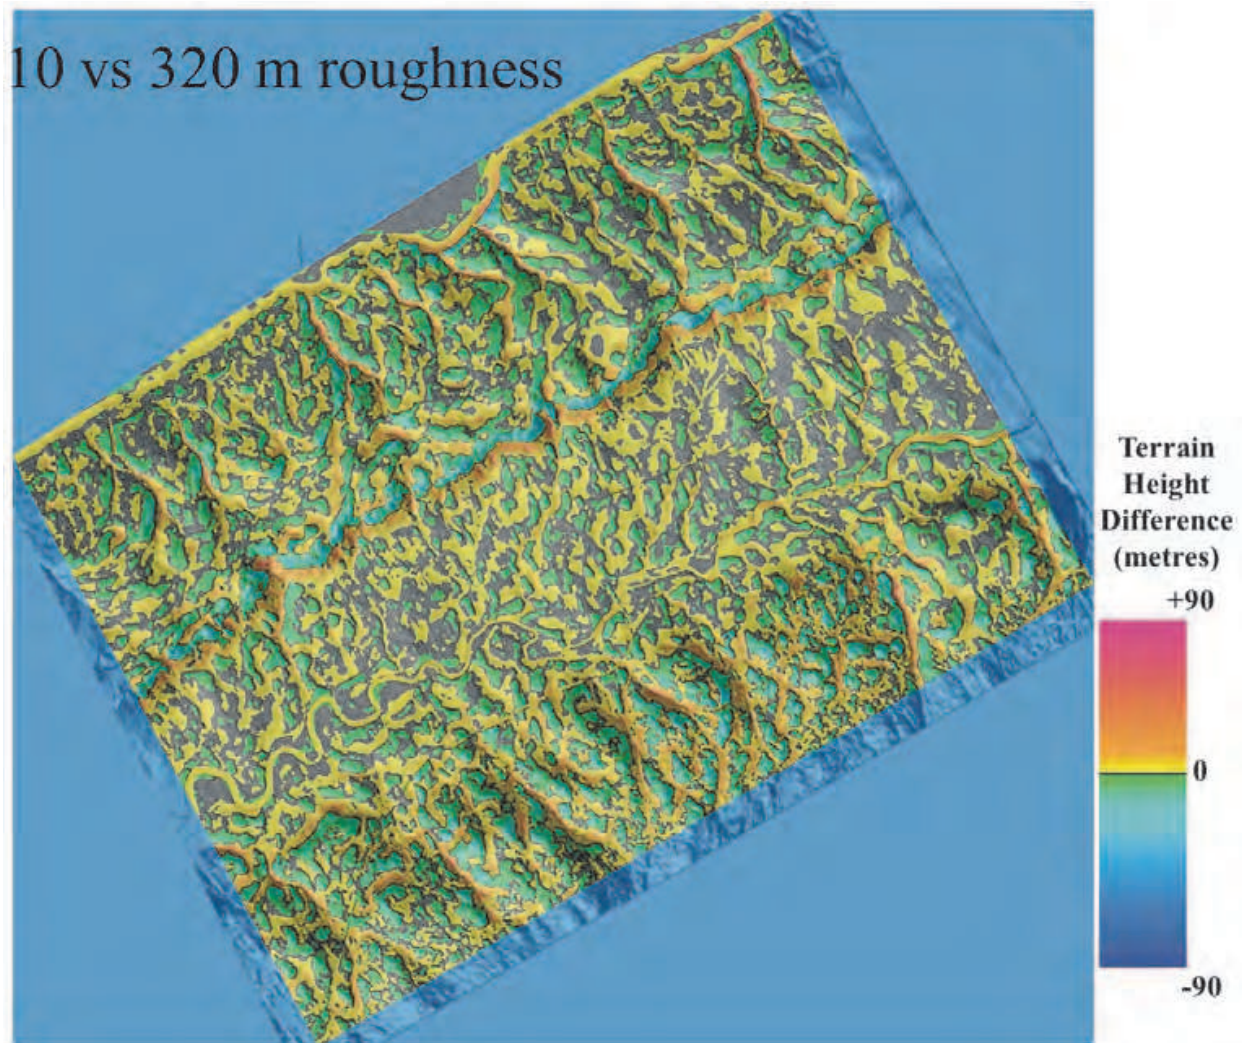 10 vs 320 m roughness
Terrain
Height
Difference
(metres)
+90
0
-90